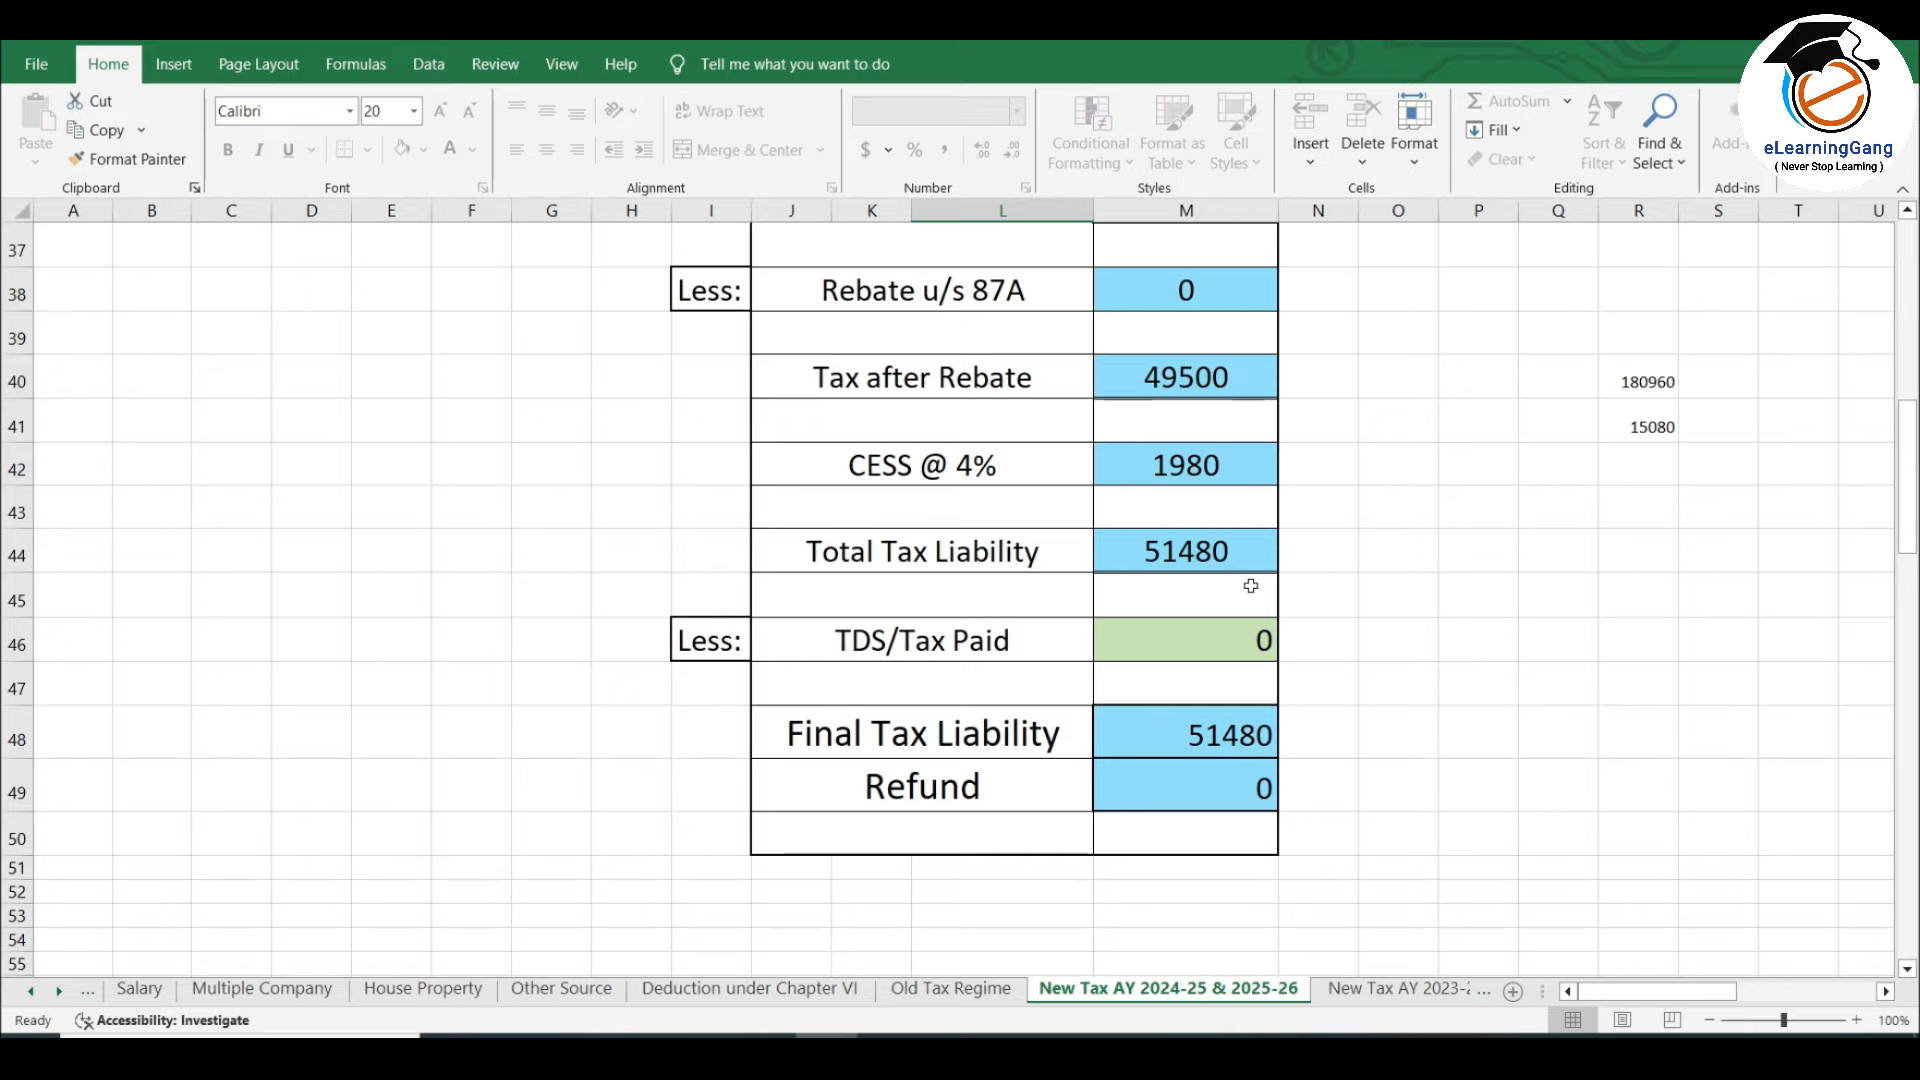 File Home Insert Page Layout Formulas Data Review View Help Tell me what you want to do
Cut
Copy
Format Painter
Paste
Clipboard
Calibri 20
B I U
Font
Wrap Text
Merge & Center
Alignment
$ % ,
Number
Conditional Formatting
Format as Table
Cell Styles
Styles
Insert Delete Format
Cells
AutoSum
Fill
Clear
Sort & Filter
Find & Select
Editing
Add-
Add-ins
eLearningGang
( Never Stop Learning )
A B C D E F G H I J K L M N O P Q R S T U
37
38 Less: Rebate u/s 87A 0
39
40 Tax after Rebate 49500 180960
41 15080
42 CESS @ 4% 1980
43
44 Total Tax Liability 51480
45
46 Less: TDS/Tax Paid 0
47
48 Final Tax Liability 51480
49 Refund 0
50
51
52
53
54
55
... Salary Multiple Company House Property Other Source Deduction under Chapter VI Old Tax Regime New Tax AY 2024-25 & 2025-26 New Tax AY 2023-2 ...
Ready Accessibility: Investigate 100%